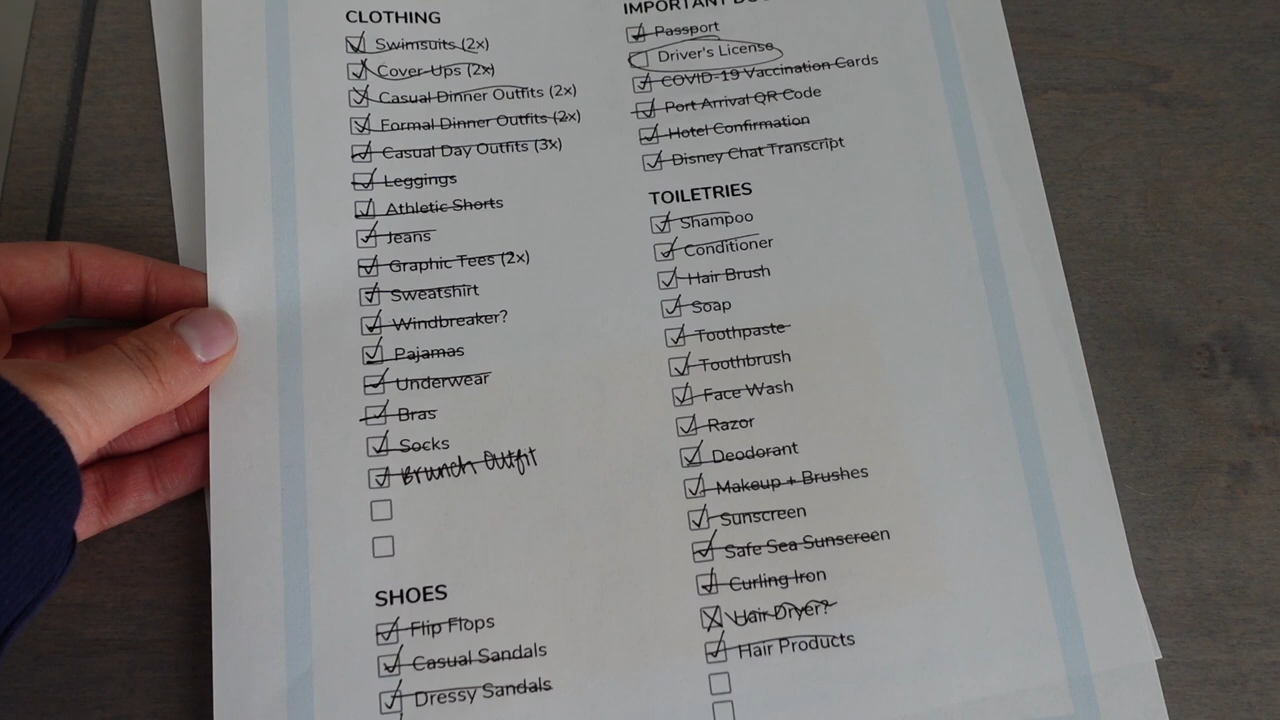 CLOTHING
Swimsuits (2x)
Cover-Ups (2x)
Casual Dinner Outfits (2x)
Formal Dinner Outfits (2x)
Casual Day Outfits (3x)
Leggings
Athletic Shorts
Jeans
Graphic Tees (2x)
Sweatshirt
Windbreaker?
Pajamas
Underwear
Bras
Socks
Brunch Outfit
SHOES
Flip Flops
Casual Sandals
Dressy Sandals
IMPORTANT
Passport
Driver's License
COVID-19 Vaccination Cards
Port Arrival QR Code
Hotel Confirmation
Disney Chat Transcript
TOILETRIES
Shampoo
Conditioner
Hair Brush
Soap
Toothpaste
Toothbrush
Face Wash
Razor
Deodorant
Makeup + Brushes
Sunscreen
Safe Sea Sunscreen
Curling Iron
Hair Dryer?
Hair Products